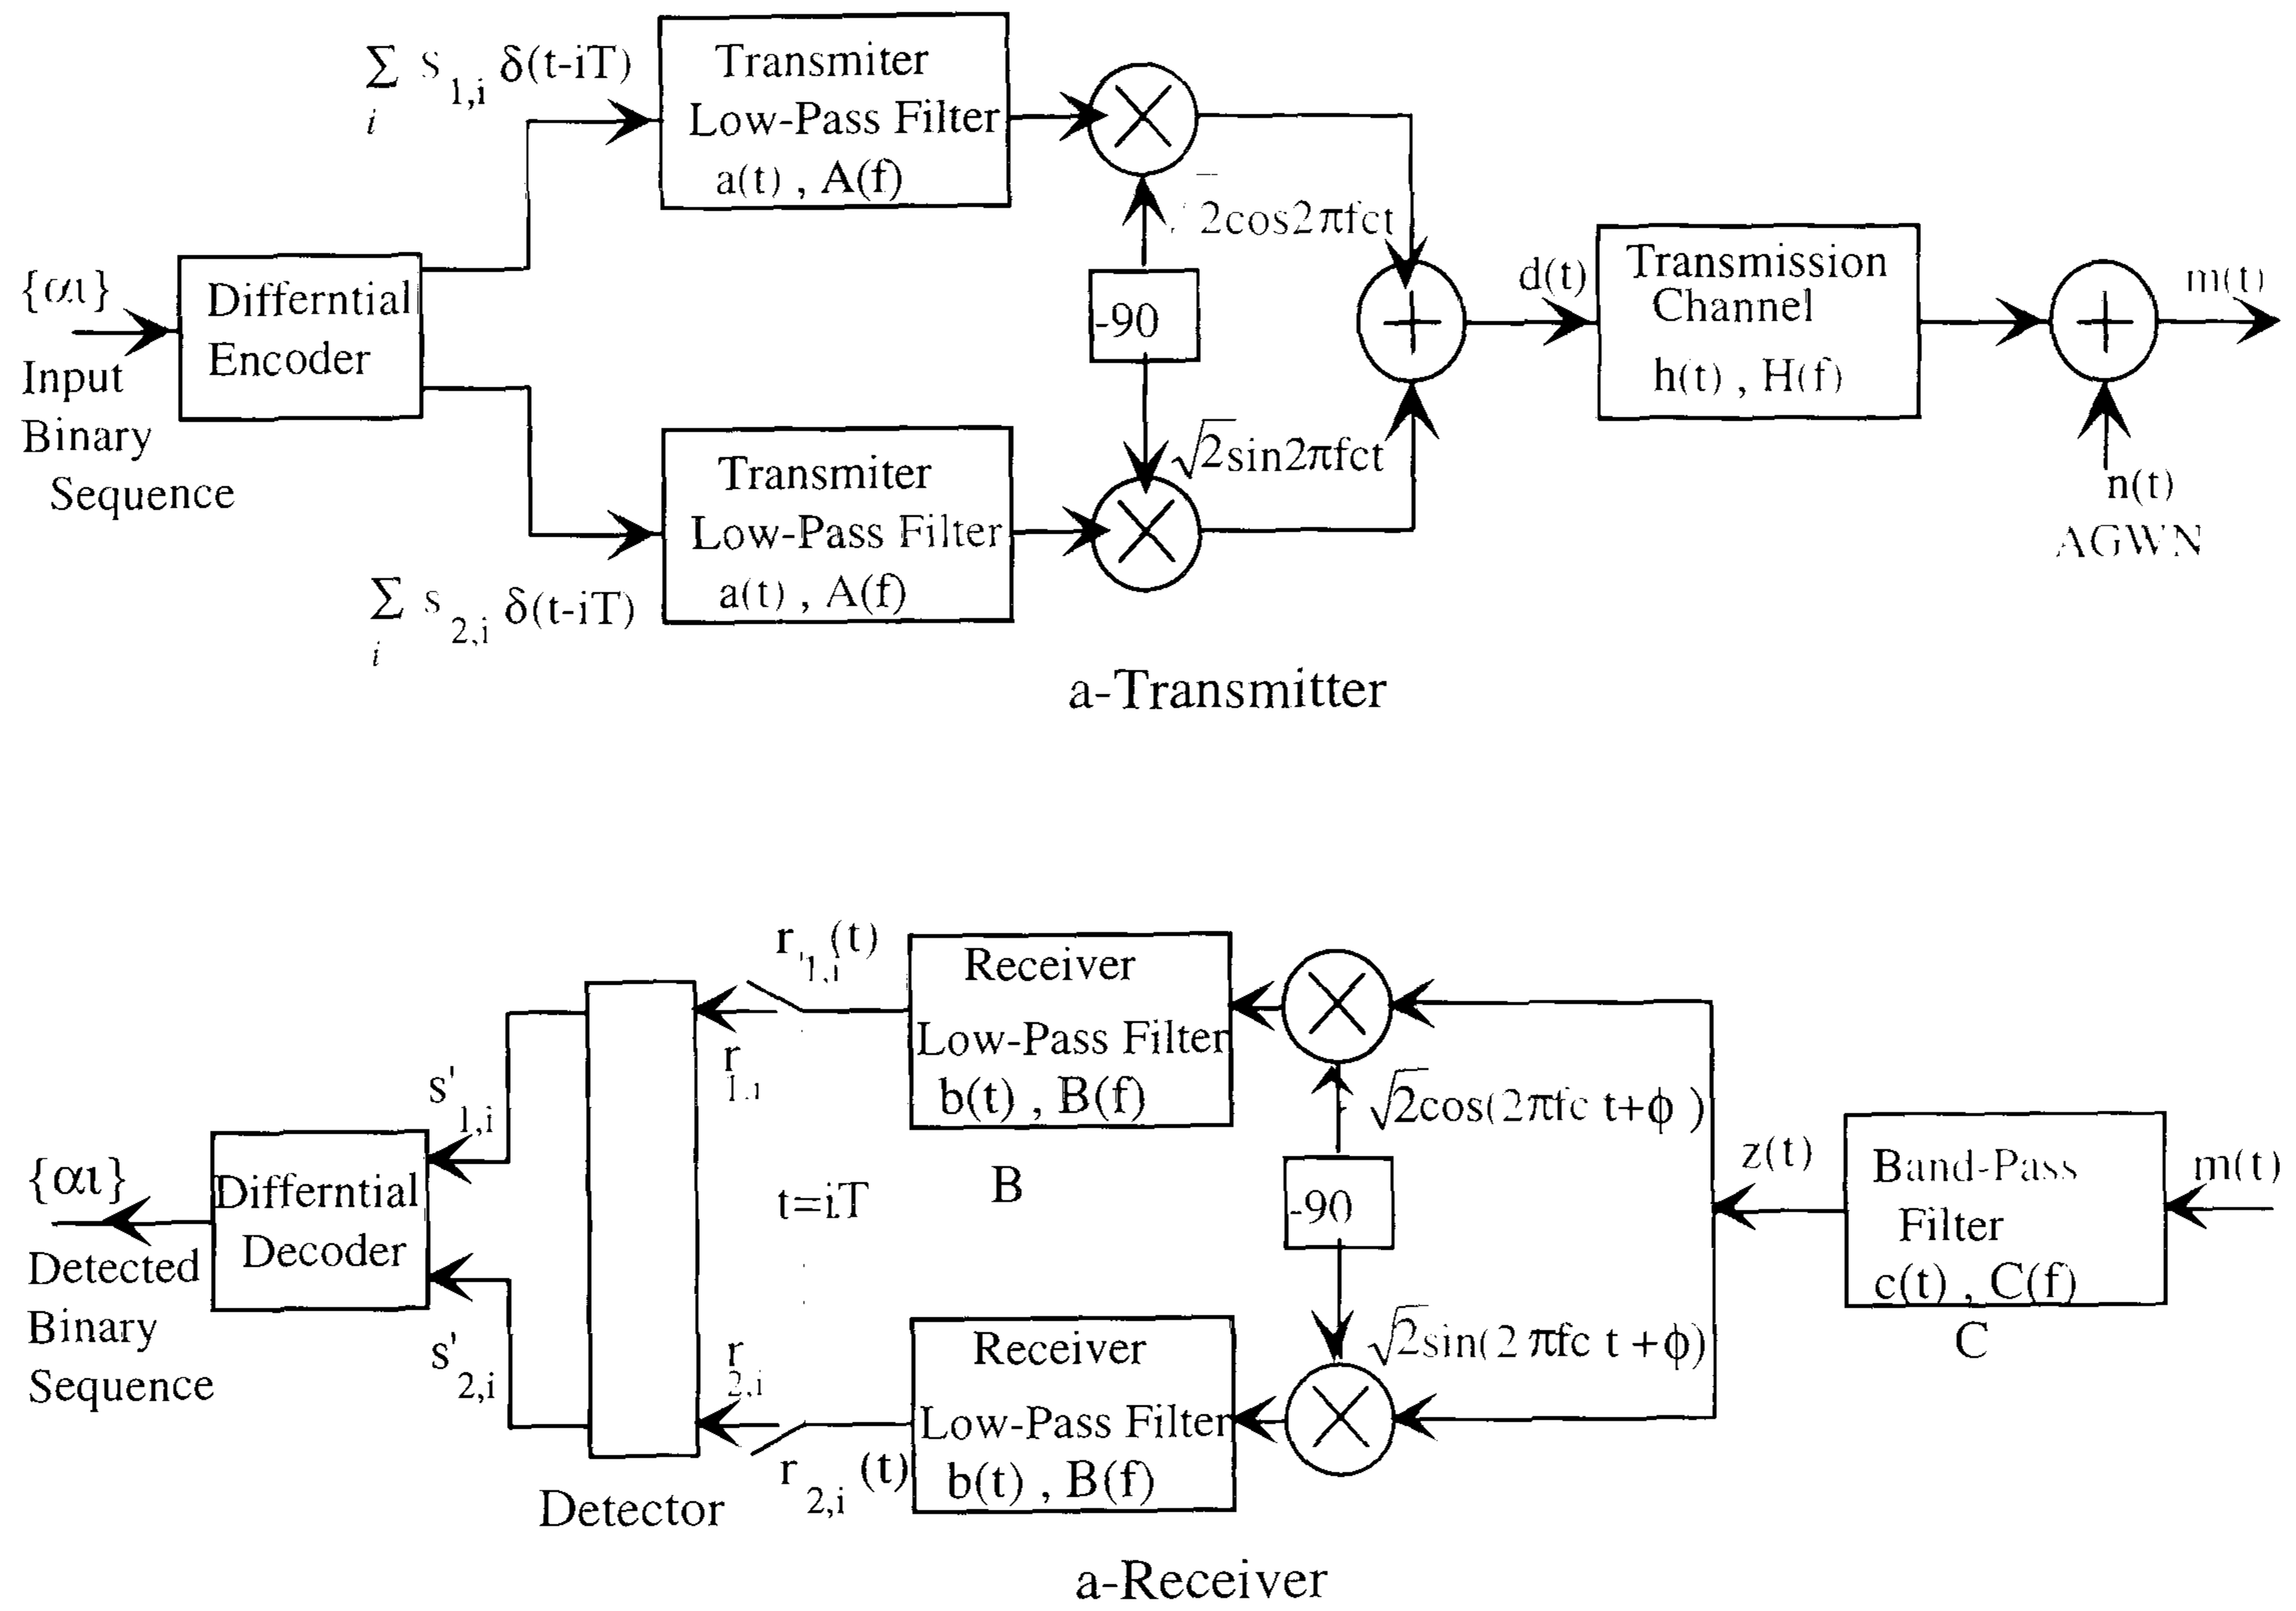 ∑ s 1,i δ(t-iT)
i
Transmiter
Low-Pass Filter
a(t) , A(f)
√2cos2πfct
{αι}
Input
Binary
Sequence
Differntial
Encoder
-90
d(t)
Transmission
Channel
h(t) , H(f)
m(t)
n(t)
AGWN
√2sin2πfct
Transmiter
Low-Pass Filter
a(t) , A(f)
∑ s 2,i δ(t-iT)
i
a-Transmitter
r 1,i (t)
Receiver
Low-Pass Filter
b(t) , B(f)
B
r 1,i
s' 1,i
√2cos(2πfc t+ϕ )
{αι}
Detected
Binary
Sequence
Differntial
Decoder
t=iT
-90
z(t)
Band-Pass
Filter
c(t) , C(f)
C
m(t)
s' 2,i
r 2,i
√2sin(2 πfc t +ϕ)
Receiver
Low-Pass Filter
b(t) , B(f)
r 2,i (t)
Detector
a-Receiver